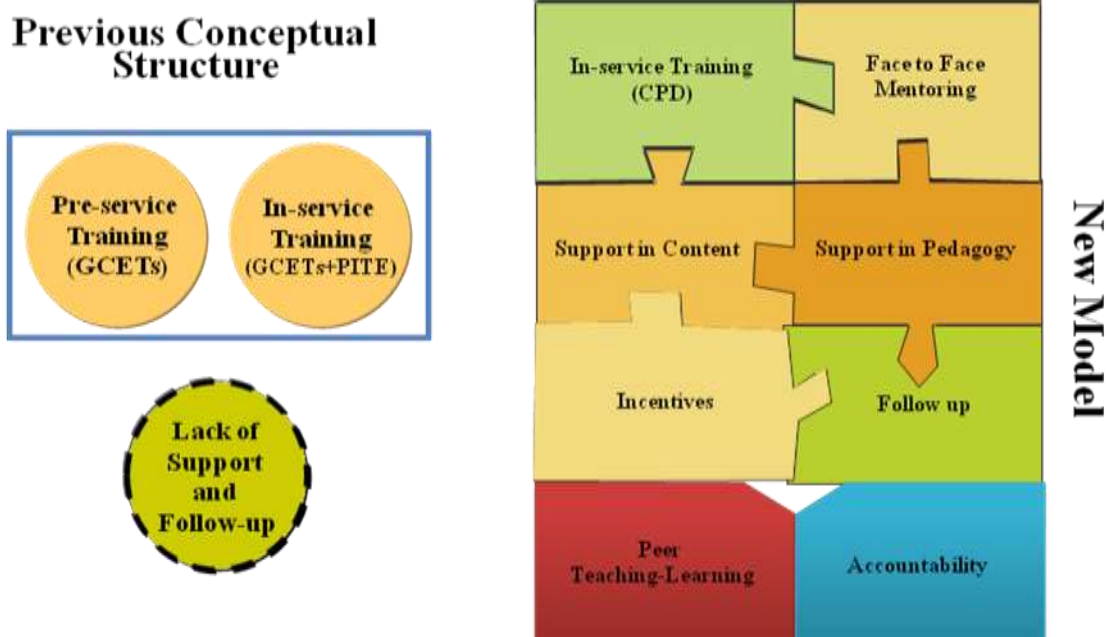 Previous Conceptual
Structure
Pre-service
Training
(GCETs)
In-service
Training
(GCETs+PITE)
Lack of
Support
and
Follow-up
In-service Training
(CPD)
Face to Face
Mentoring
Support in Content
Support in Pedagogy
Incentives
Follow up
Peer
Teaching-Learning
Accountability
New Model